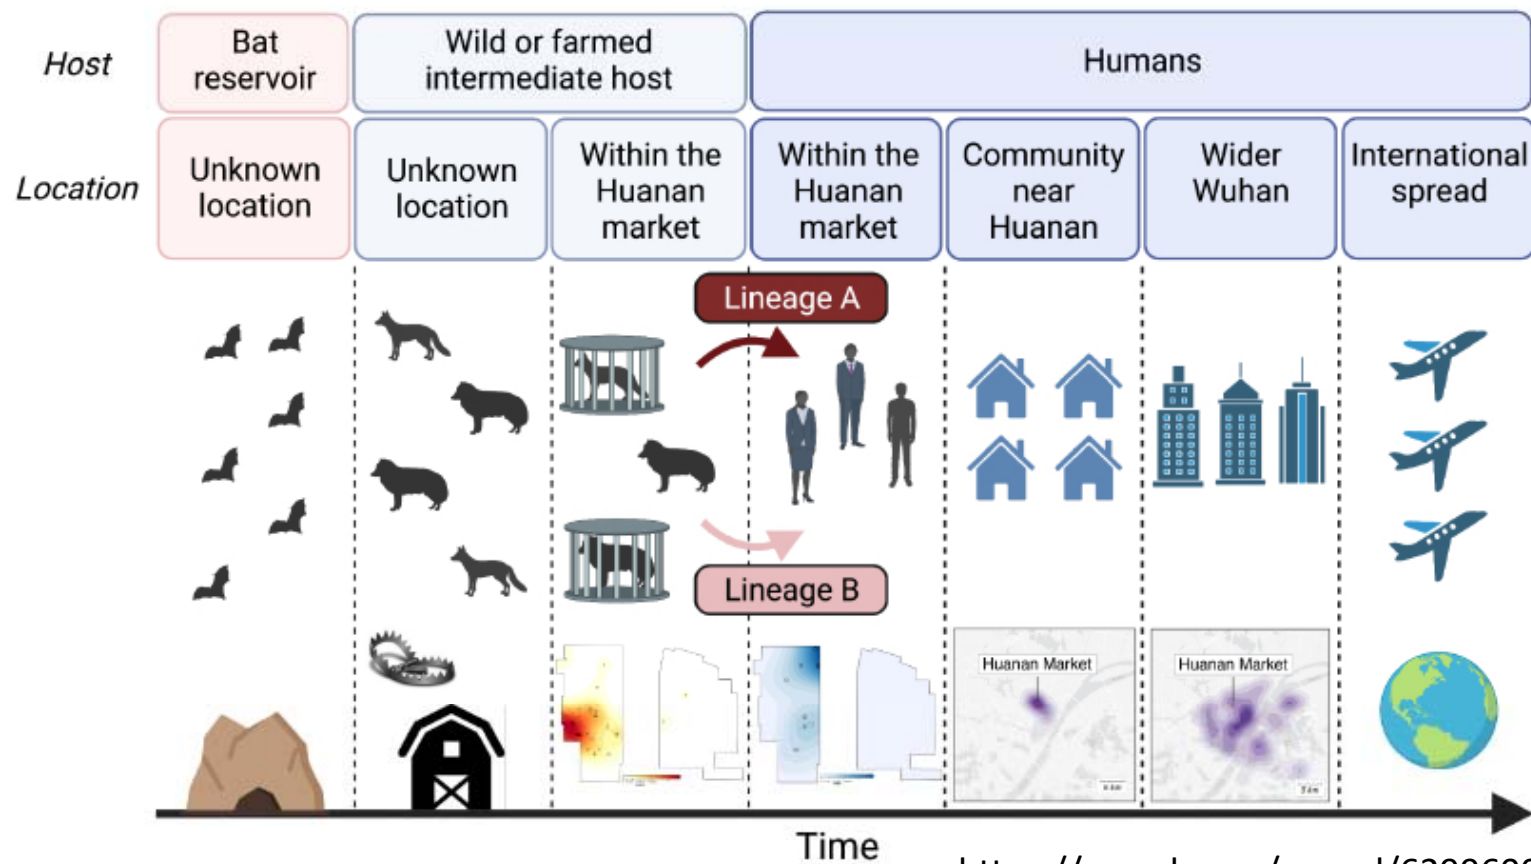 Host
Bat
reservoir
Wild or farmed
intermediate host
Humans
Location
Unknown
location
Unknown
location
Within the
Huanan
market
Within the
Huanan
market
Community
near
Huanan
Wider
Wuhan
International
spread
Lineage A
Lineage B
Huanan Market
Huanan Market
Time